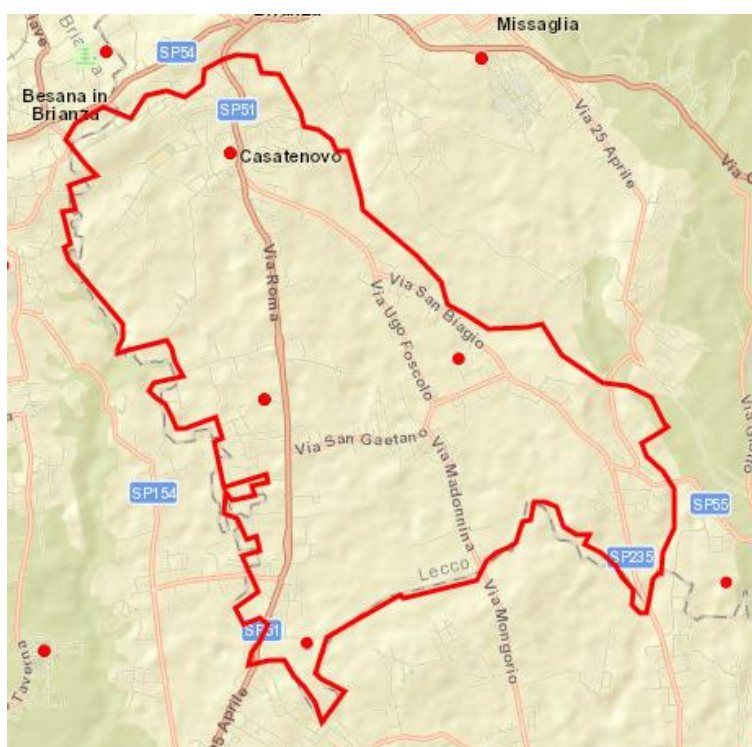 Missaglia
SP54
Besana in
Brianza
SP51
Casatenovo
Via 25 Aprile
Via Roma
Via San Biagio
Via Ugo Foscolo
Via San Gaetano
Via Madonnina
SP154
SP55
SP235
Lecco
SP51
Via Mongorio
Taverna